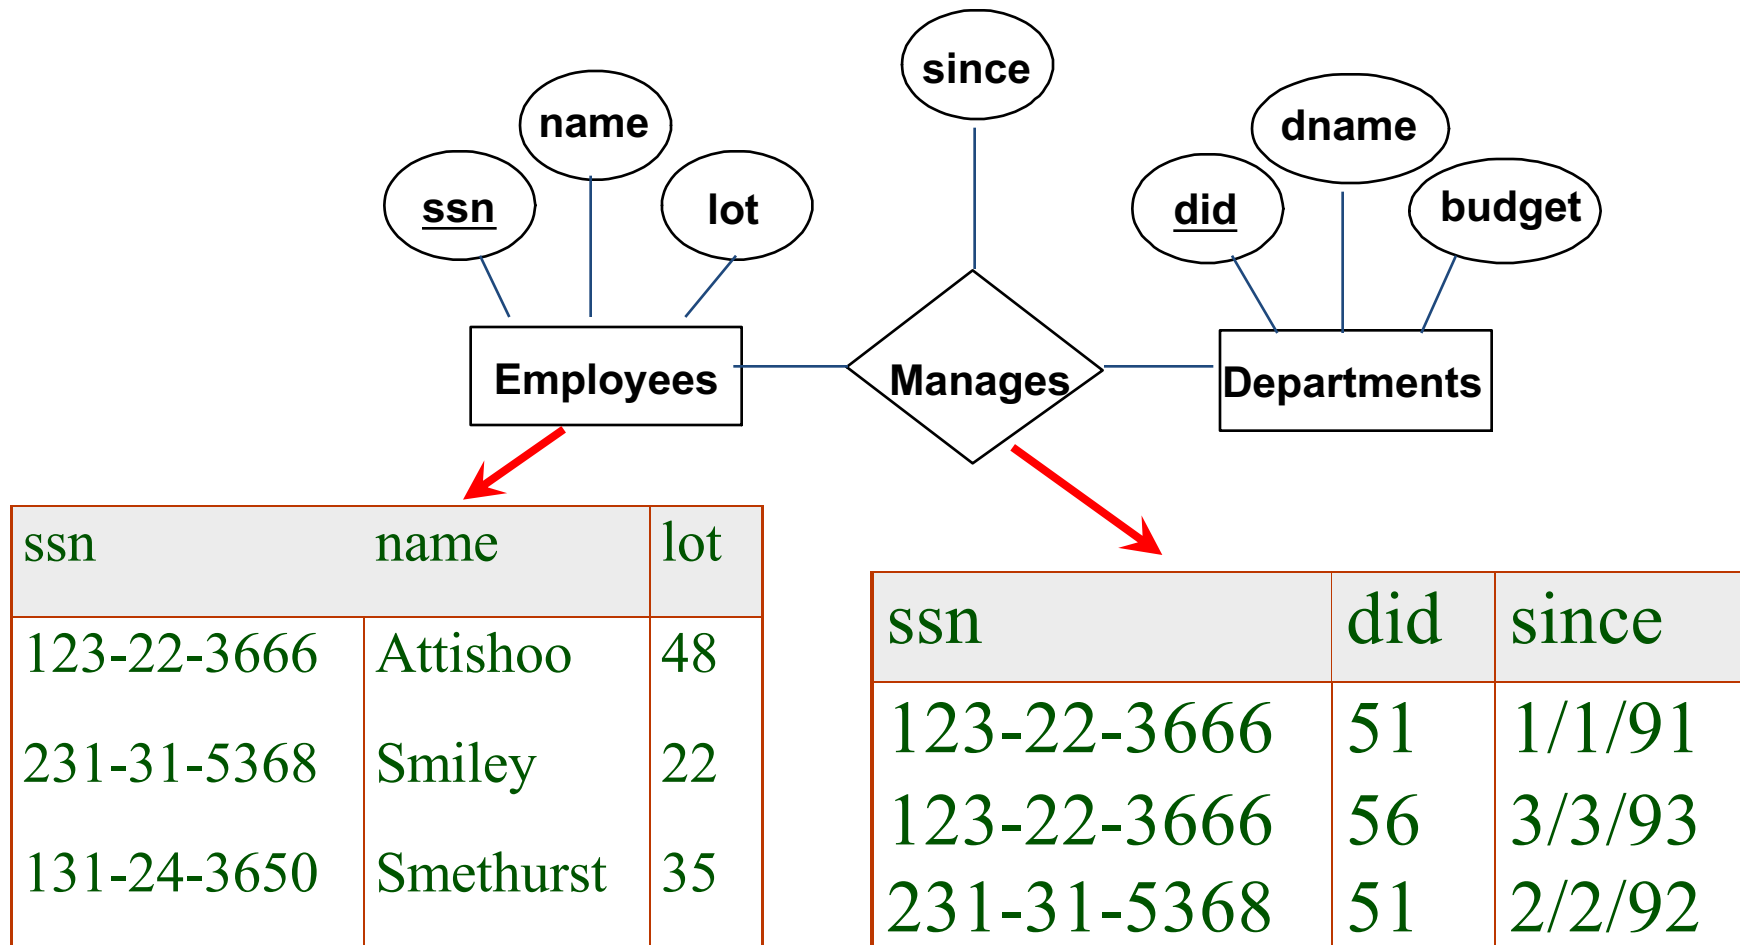 since
name
dname
ssn
lot
did
budget
Employees
Manages
Departments
ssn name lot
123-22-3666 Attishoo 48
231-31-5368 Smiley 22
131-24-3650 Smethurst 35
ssn did since
123-22-3666 51 1/1/91
123-22-3666 56 3/3/93
231-31-5368 51 2/2/92